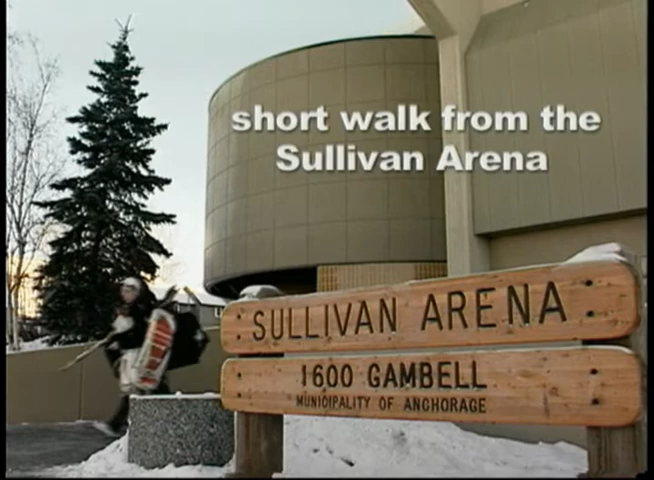 short walk from the
Sullivan Arena
SULLIVAN ARENA
1600 GAMBELL
MUNICIPALITY OF ANCHORAGE